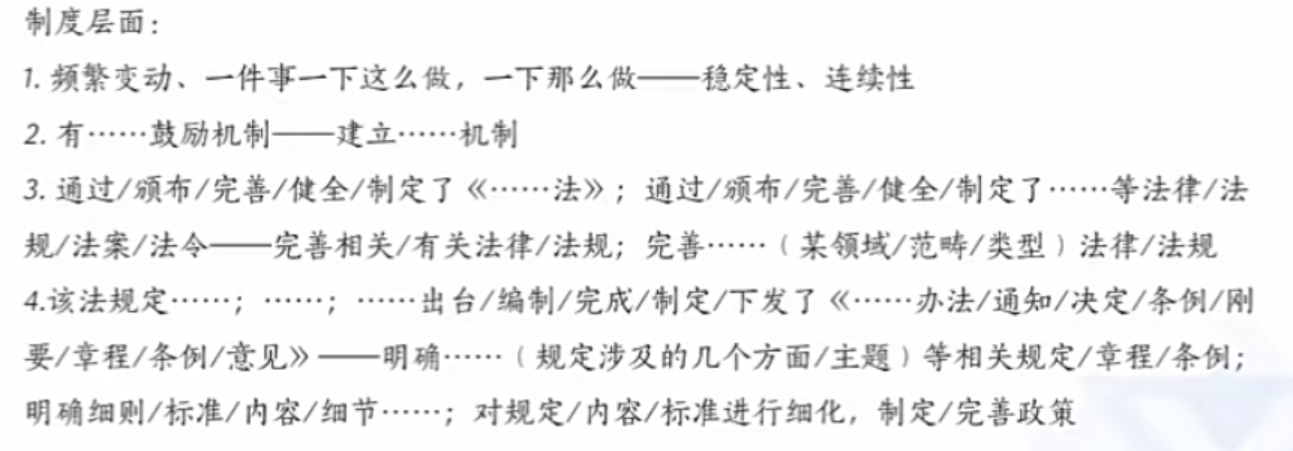 制度层面：
1. 频繁变动、一件事一下这么做，一下那么做——稳定性、连续性
2. 有……鼓励机制——建立……机制
3. 通过/颁布/完善/健全/制定了《……法》；通过/颁布/完善/健全/制定了……等法律/法
规/法案/法令——完善相关/有关法律/法规；完善……（某领域/范畴/类型）法律/法规
4.该法规定……；……；……出台/编制/完成/制定/下发了《……办法/通知/决定/条例/刚
要/章程/条例/意见》——明确……（规定涉及的几个方面/主题）等相关规定/章程/条例；
明确细则/标准/内容/细节……；对规定/内容/标准进行细化，制定/完善政策